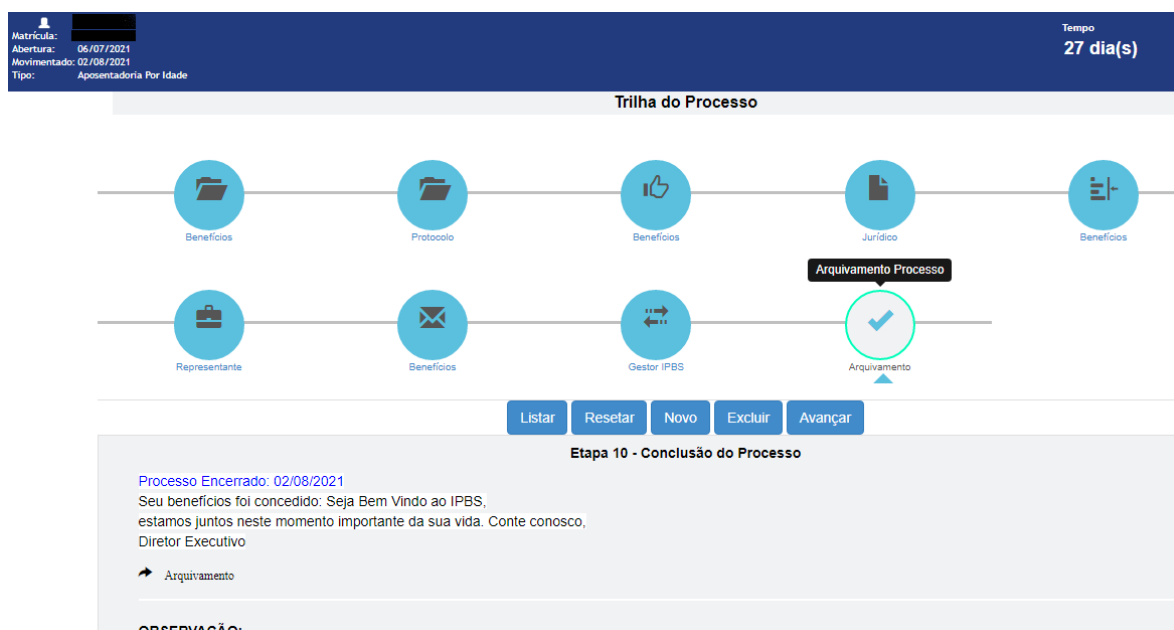 Matrícula:
Abertura: 06/07/2021
Movimentado: 02/08/2021
Tipo: Aposentadoria Por Idade
Tempo
27 dia(s)
Trilha do Processo
Benefícios
Protocolo
Benefícios
Jurídico
Benefícios
Arquivamento Processo
Representante
Benefícios
Gestor IPBS
Arquivamento
Listar Resetar Novo Excluir Avançar
Etapa 10 - Conclusão do Processo
Processo Encerrado: 02/08/2021
Seu benefícios foi concedido: Seja Bem Vindo ao IPBS,
estamos juntos neste momento importante da sua vida. Conte conosco,
Diretor Executivo
Arquivamento
OBSERVAÇÃO: